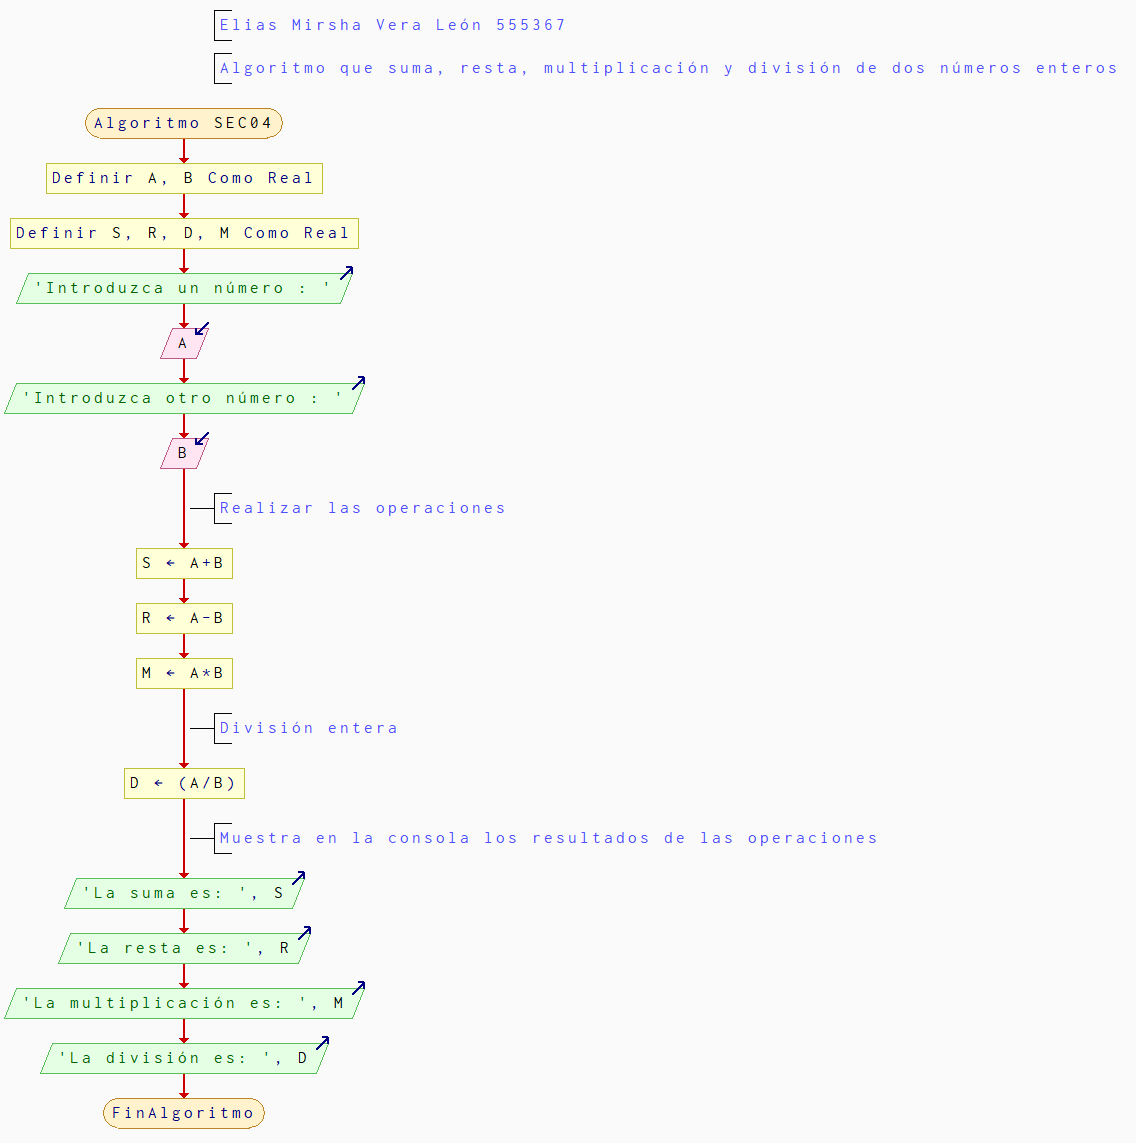 Elias Mirsha Vera León 555367
Algoritmo que suma, resta, multiplicación y división de dos números enteros
Algoritmo SEC04
Definir A, B Como Real
Definir S, R, D, M Como Real
'Introduzca un número : '
A
'Introduzca otro número : '
B
Realizar las operaciones
S ← A+B
R ← A-B
M ← A*B
División entera
D ← (A/B)
Muestra en la consola los resultados de las operaciones
'La suma es: ', S
'La resta es: ', R
'La multiplicación es: ', M
'La división es: ', D
FinAlgoritmo